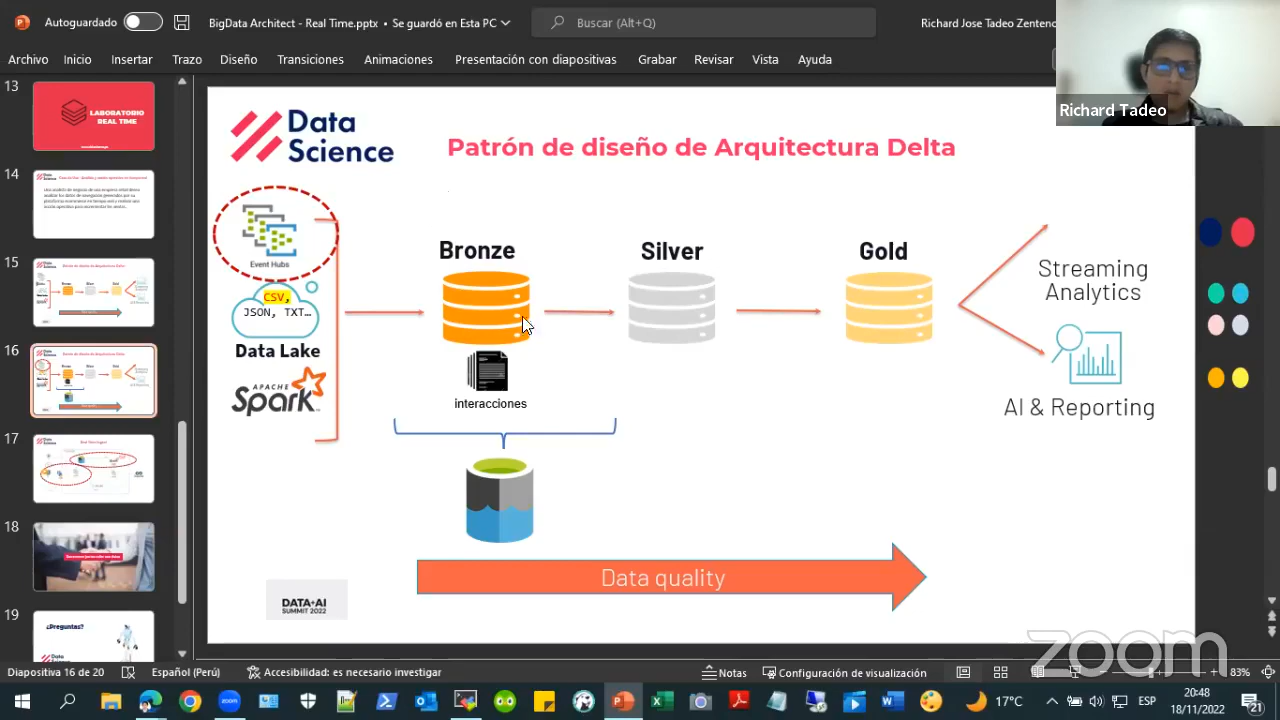 Autoguardado
BigData Architect - Real Time.pptx • Se guardó en Esta PC
Buscar (Alt+Q)
Richard Jose Tadeo Zenteno
Archivo Inicio Insertar Trazo Diseño Transiciones Animaciones Presentación con diapositivas Grabar Revisar Vista Ayuda
Richard Tadeo
13
LABORATORIO
REAL TIME
14
15
16
17
18
19
¿Preguntas?
Data
Science
Patrón de diseño de Arquitectura Delta
Event Hubs
CSV,
JSON, TXT...
Data Lake
APACHE
Spark
Bronze
Silver
Gold
interacciones
Streaming
Analytics
AI & Reporting
Data quality
DATA+AI
SUMMIT 2022
zoom
Diapositiva 16 de 20
Español (Perú)
Accesibilidad: es necesario investigar
Notas
Configuración de visualización
83%
zoom
17°C
ESP
20:48
18/11/2022
21